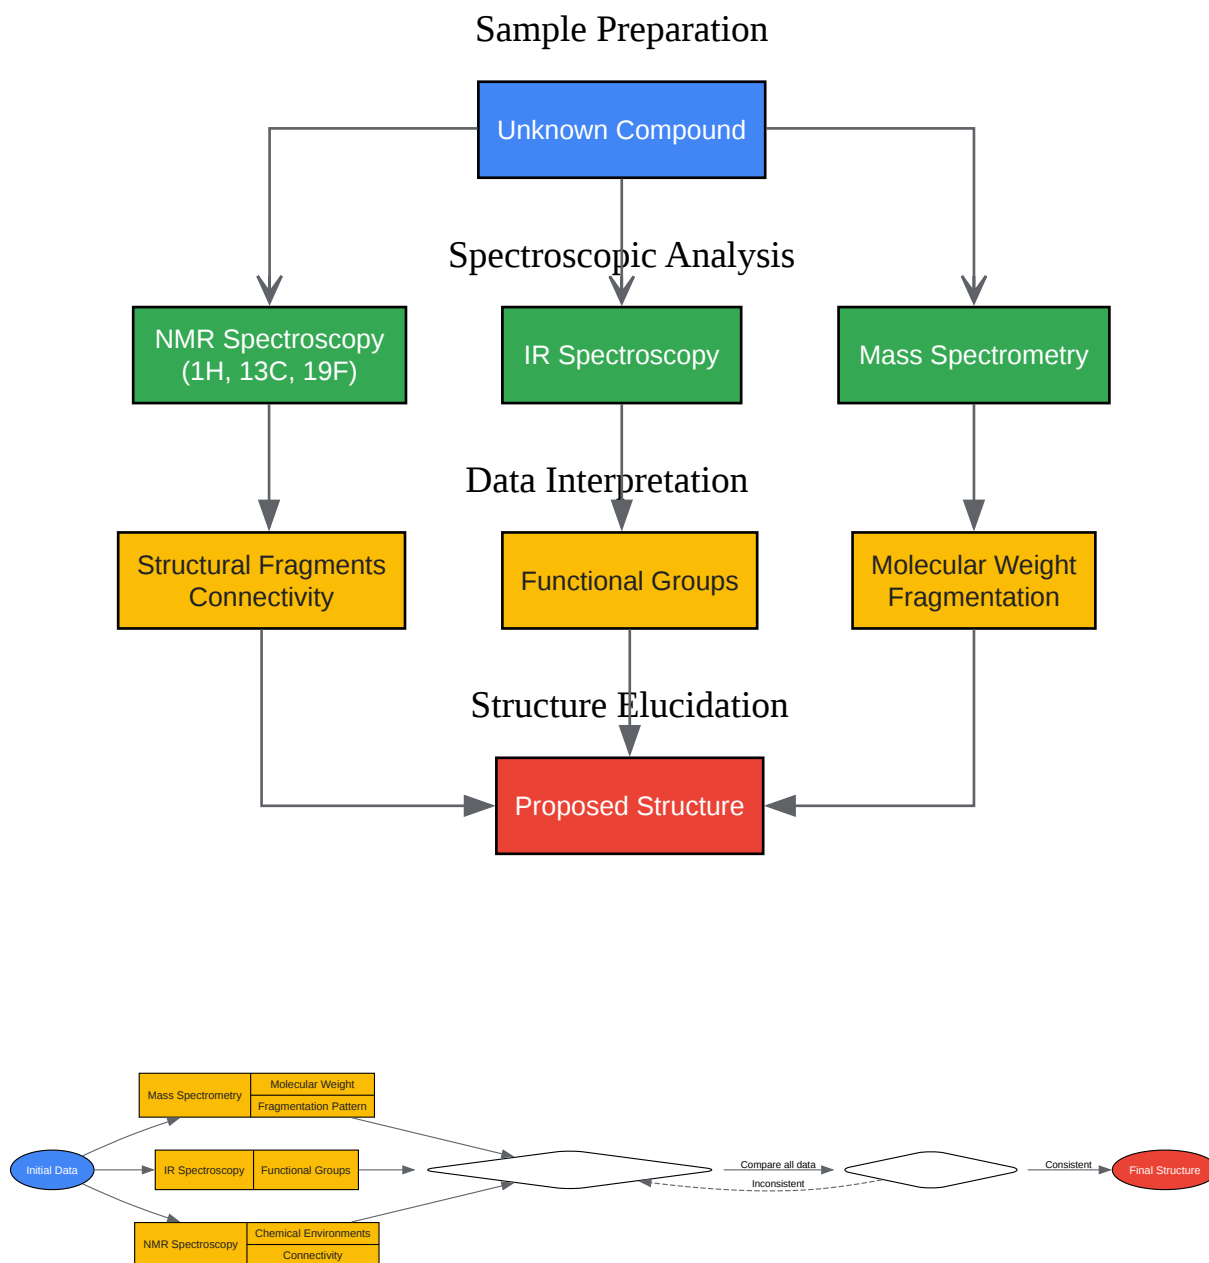 Sample Preparation
Unknown Compound
Spectroscopic Analysis
NMR Spectroscopy
(1H, 13C, 19F)
IR Spectroscopy
Mass Spectrometry
Data Interpretation
Structural Fragments
Connectivity
Functional Groups
Molecular Weight
Fragmentation
Structure Elucidation
Proposed Structure
Mass Spectrometry
Molecular Weight
Fragmentation Pattern
Initial Data
IR Spectroscopy
Functional Groups
Compare all data
Inconsistent
Consistent
Final Structure
NMR Spectroscopy
Chemical Environments
Connectivity